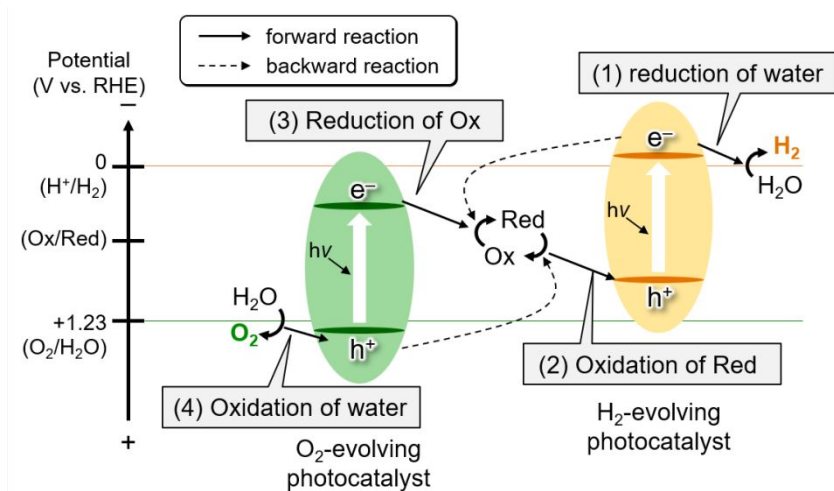 forward reaction
backward reaction
Potential
(V vs. RHE)
−
0
(H⁺/H₂)
(Ox/Red)
+1.23
(O₂/H₂O)
+
(3) Reduction of Ox
(1) reduction of water
e⁻
hν
h⁺
H₂O
O₂
(4) Oxidation of water
O₂-evolving
photocatalyst
Red
Ox
e⁻
hν
h⁺
H₂
H₂O
(2) Oxidation of Red
H₂-evolving
photocatalyst